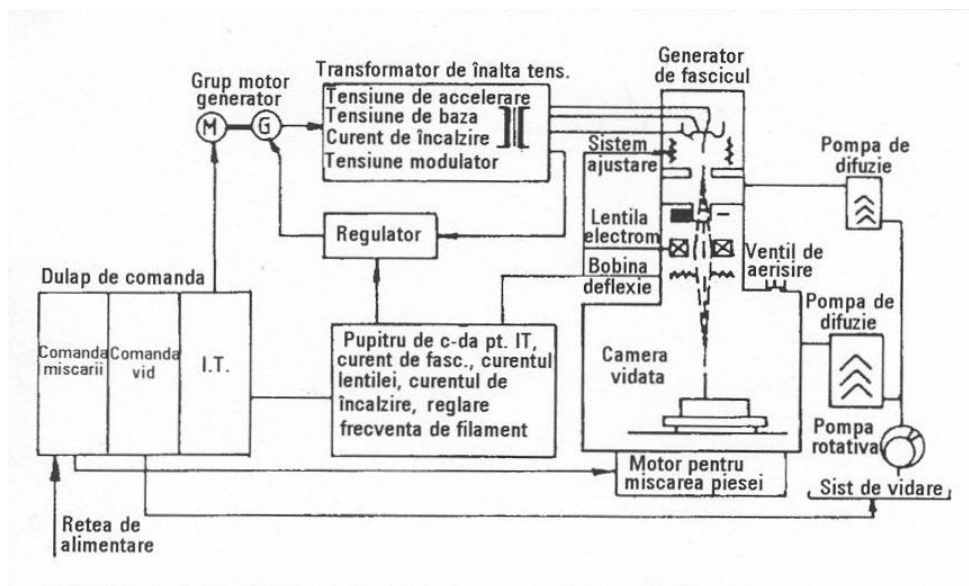 Generator
de fascicul
Transformator de înalta tens.
Grup motor
generator
M
G
Tensiune de accelerare
Tensiune de baza
Curent de încalzire
Tensiune modulator
Sistem
ajustare
Pompa de
difuzie
Lentila
electrom
Regulator
Ventil de
aerisire
Bobina
deflexie
Dulap de comanda
Pompa de
difuzie
Comanda
miscarii
Comanda
vid
I.T.
Pupitru de c-da pt. IT,
curent de fasc., curentul
lentilei, curentul de
încalzire, reglare
frecventa de filament
Camera
vidata
Pompa
rotativa
Motor pentru
miscarea piesei
Sist de vidare
Retea de
alimentare